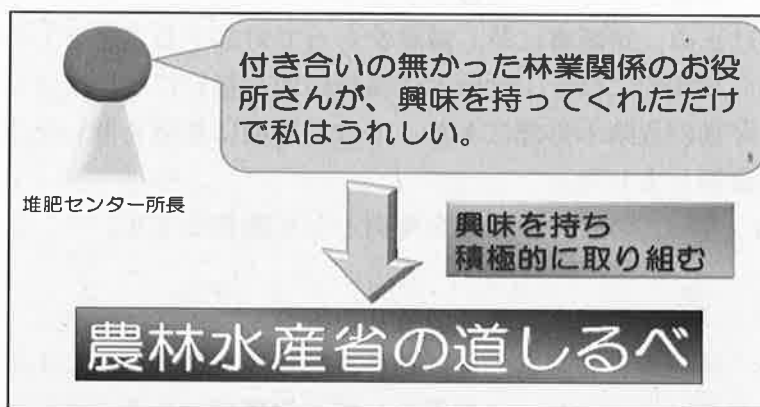 付き合いの無かった林業関係のお役
所さんが、興味を持ってくれただけ
で私はうれしい。
堆肥センター所長
興味を持ち
積極的に取り組む
農林水産省の道しるべ